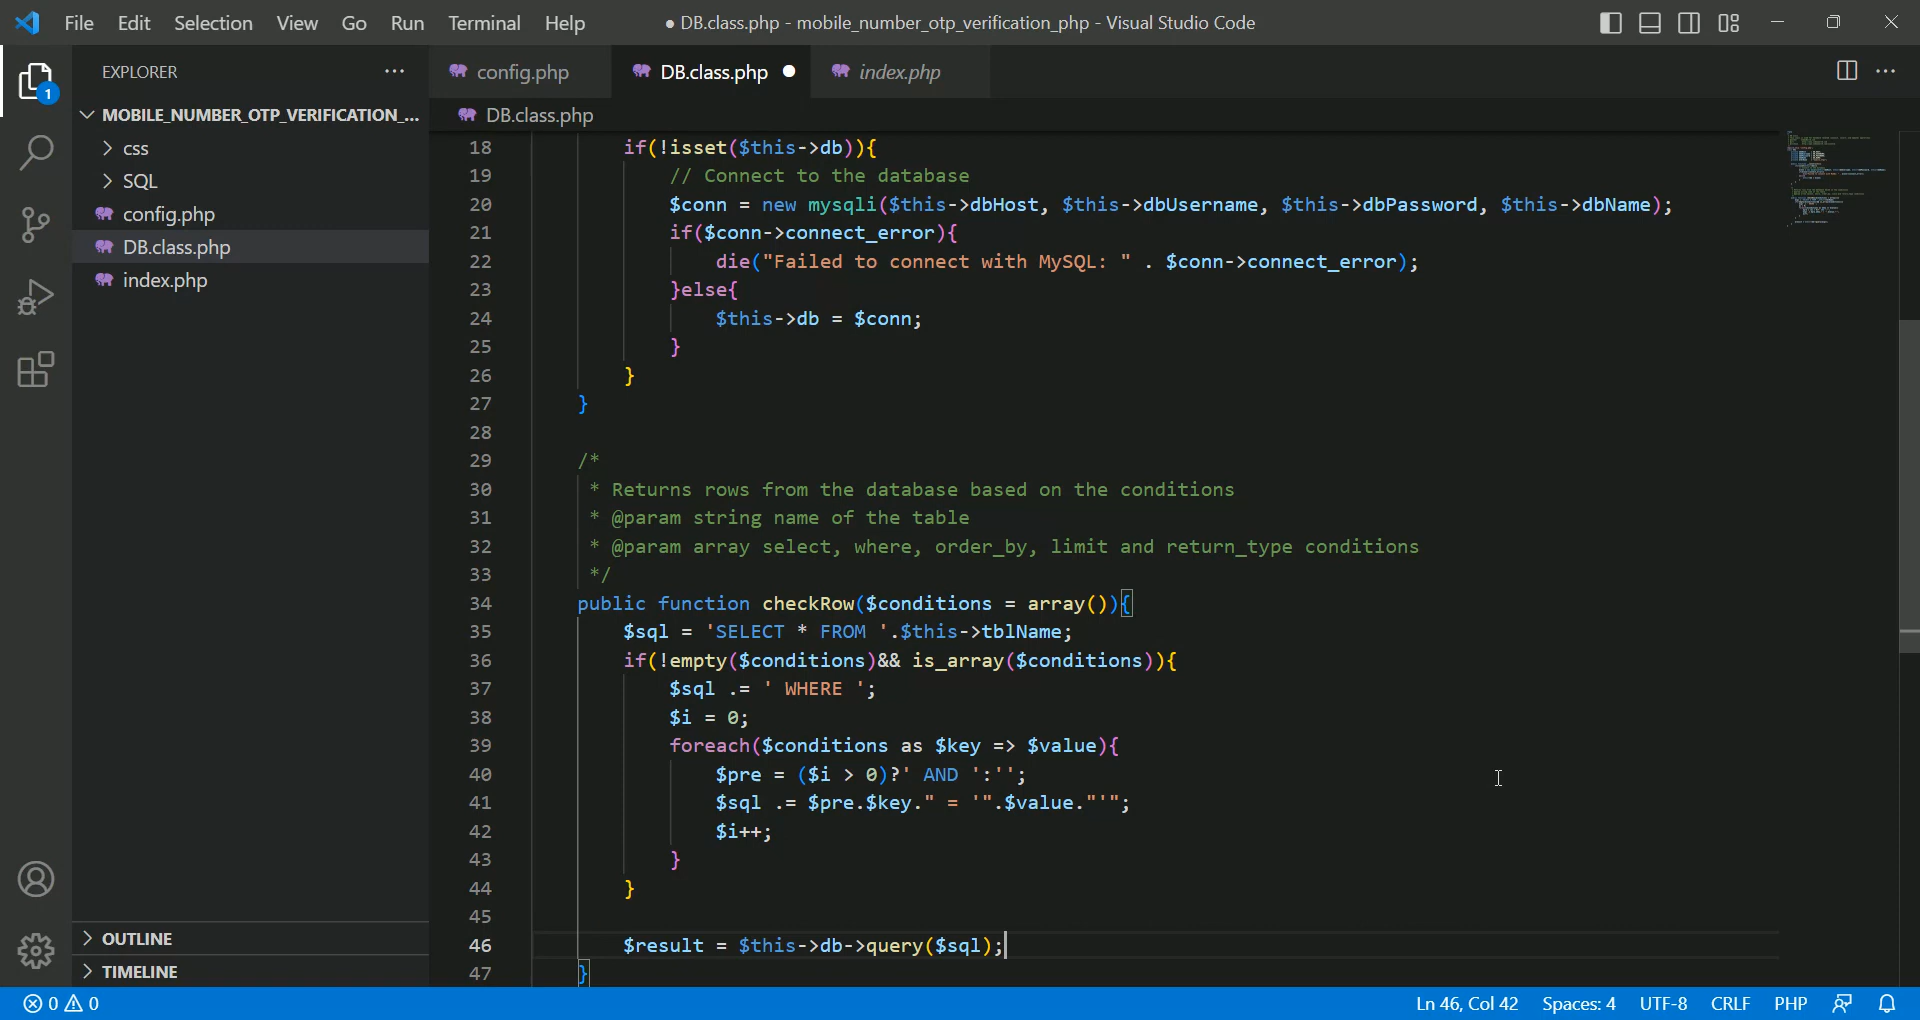 File Edit Selection View Go Run Terminal Help ● DB.class.php - mobile_number_otp_verification_php - Visual Studio Code
EXPLORER ···
config.php DB.class.php ● index.php ···
MOBILE_NUMBER_OTP_VERIFICATION_...
DB.class.php
css
SQL
config.php
DB.class.php
index.php
1
18 if(!isset($this->db)){
19 // Connect to the database
20 $conn = new mysqli($this->dbHost, $this->dbUsername, $this->dbPassword, $this->dbName);
21 if($conn->connect_error){
22 die("Failed to connect with MySQL: " . $conn->connect_error);
23 }else{
24 $this->db = $conn;
25 }
26 }
27 }
28
29 /*
30 * Returns rows from the database based on the conditions
31 * @param string name of the table
32 * @param array select, where, order_by, limit and return_type conditions
33 */
34 public function checkRow($conditions = array()){
35 $sql = 'SELECT * FROM '.$this->tblName;
36 if(!empty($conditions)&& is_array($conditions)){
37 $sql .= ' WHERE ';
38 $i = 0;
39 foreach($conditions as $key => $value){
40 $pre = ($i > 0)?' AND ':'';
41 $sql .= $pre.$key." = '".$value."'";
42 $i++;
43 }
44 }
45
46 $result = $this->db->query($sql);
47 }
OUTLINE
TIMELINE
0 0 Ln 46, Col 42 Spaces: 4 UTF-8 CRLF PHP